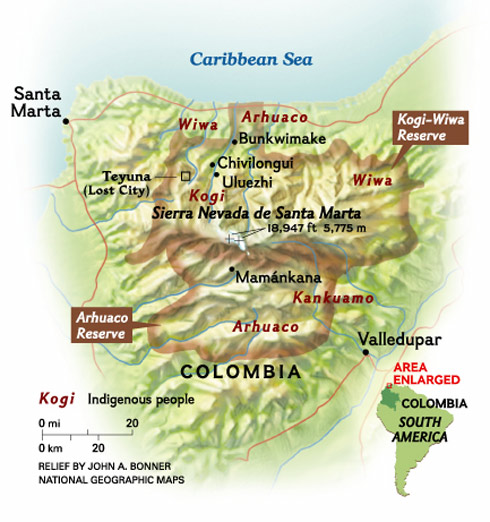 Caribbean Sea
Santa
Marta
Wiwa
Arhuaco
Bunkwimake
Kogi-Wiwa
Reserve
Chivilongui
Teyuna
(Lost City)
Uluezhi
Kogi
Wiwa
Sierra Nevada de Santa Marta
18,947 ft 5,775 m
Mamánkana
Kankuamo
Arhuaco
Reserve
Arhuaco
Valledupar
COLOMBIA
AREA
ENLARGED
Kogi Indigenous people
COLOMBIA
SOUTH
AMERICA
0 mi 20
0 km 20
RELIEF BY JOHN A. BONNER
NATIONAL GEOGRAPHIC MAPS